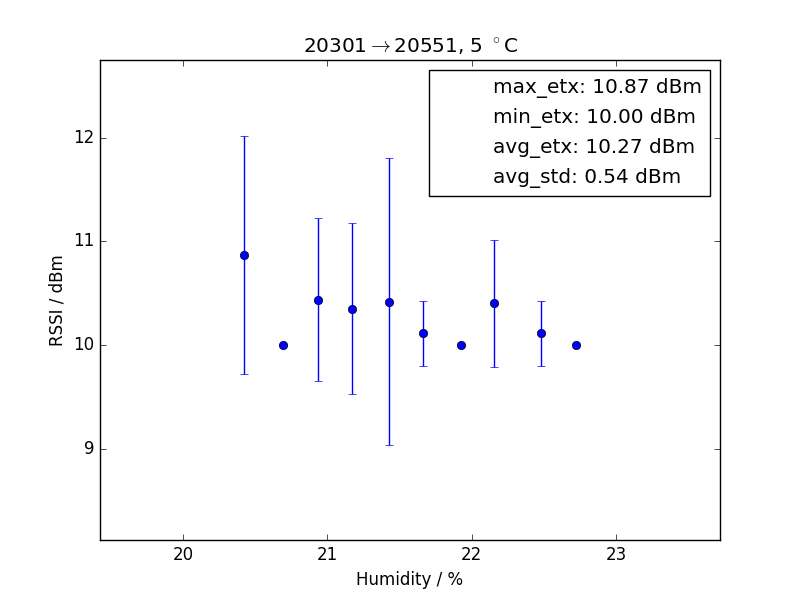 20301→20551, 5 °C
max_etx: 10.87 dBm
min_etx: 10.00 dBm
avg_etx: 10.27 dBm
avg_std: 0.54 dBm
12
11
10
9
RSSI / dBm
20 21 22 23
Humidity / %